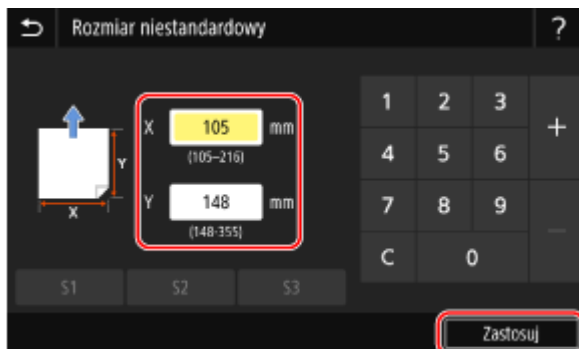 Rozmiar niestandardowy ?
X 105 mm
(105–216)
Y 148 mm
(148-355)
Y
X
1 2 3 +
4 5 6
7 8 9 —
C 0
S1 S2 S3
Zastosuj